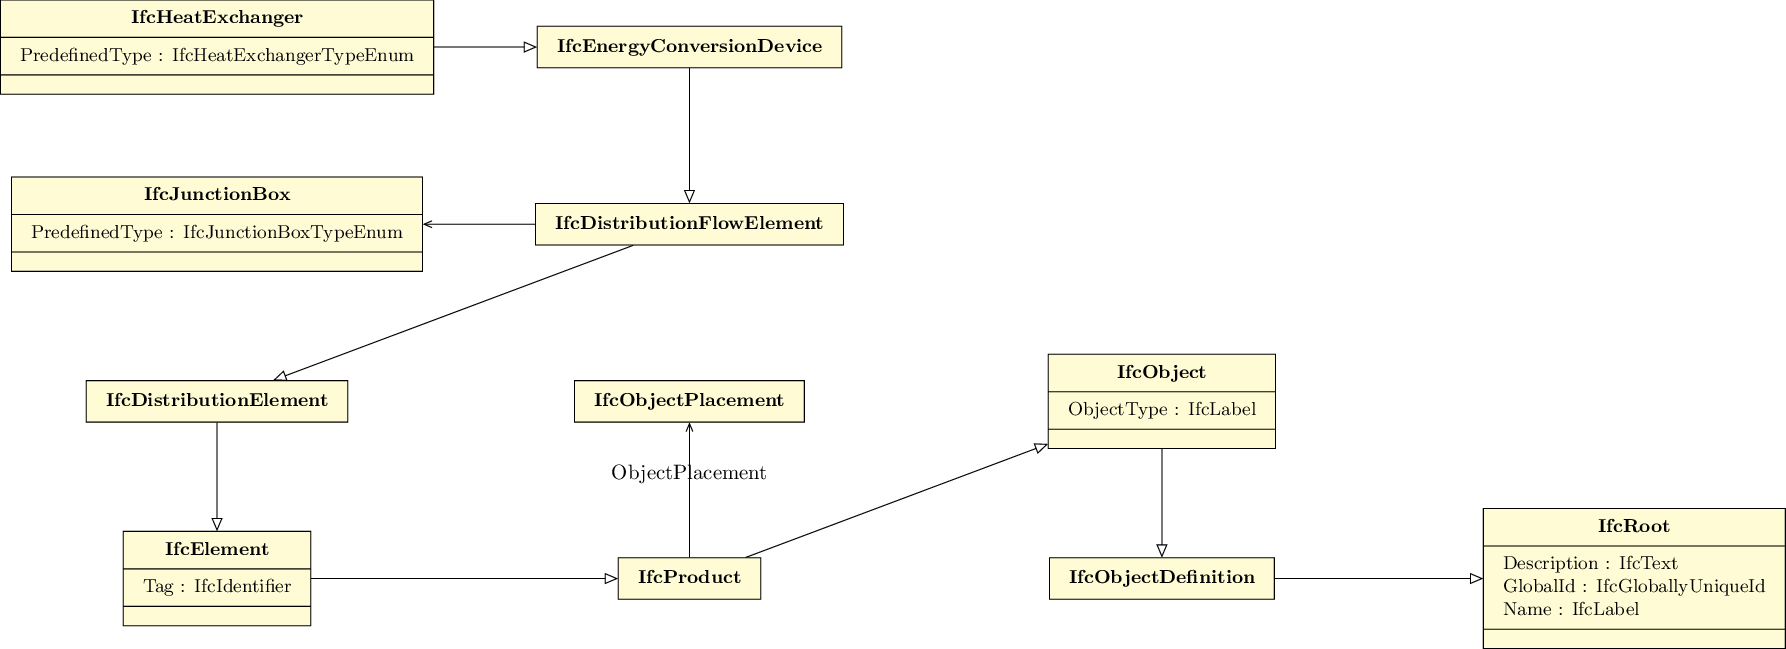 IfcHeatExchanger
PredefinedType : IfcHeatExchangerTypeEnum
IfcEnergyConversionDevice
IfcJunctionBox
PredefinedType : IfcJunctionBoxTypeEnum
IfcDistributionFlowElement
IfcDistributionElement
IfcObjectPlacement
IfcObject
ObjectType : IfcLabel
ObjectPlacement
IfcElement
Tag : IfcIdentifier
IfcProduct
IfcObjectDefinition
IfcRoot
Description : IfcText
GlobalId : IfcGloballyUniqueId
Name : IfcLabel